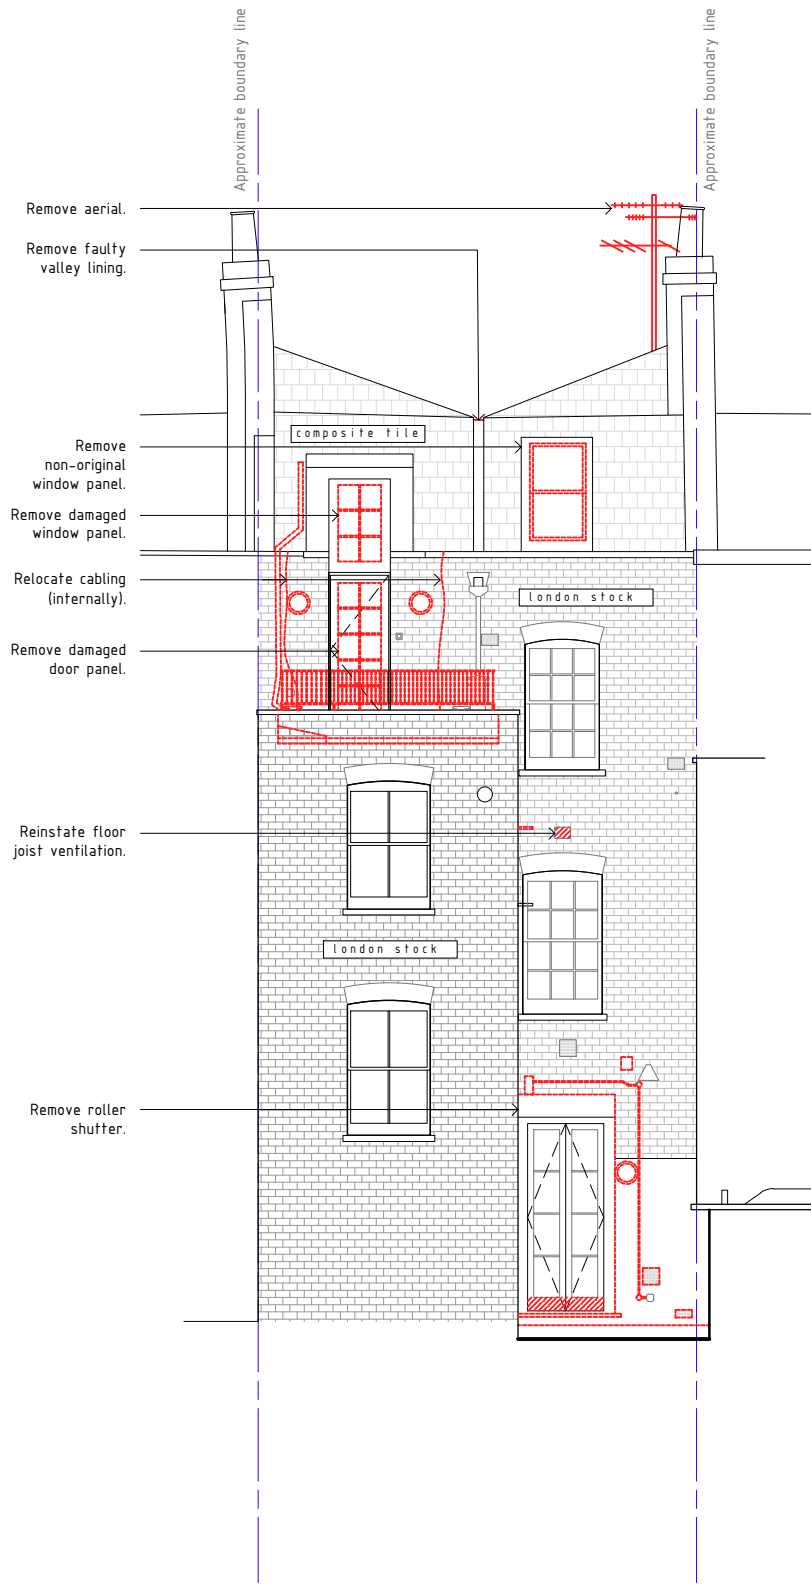 Approximate boundary line
Approximate boundary line
Remove aerial.
Remove faulty
valley lining.
composite tile
Remove
non-original
window panel.
Remove damaged
window panel.
Relocate cabling
(internally).
london stock
Remove damaged
door panel.
Reinstate floor
joist ventilation.
london stock
Remove roller
shutter.